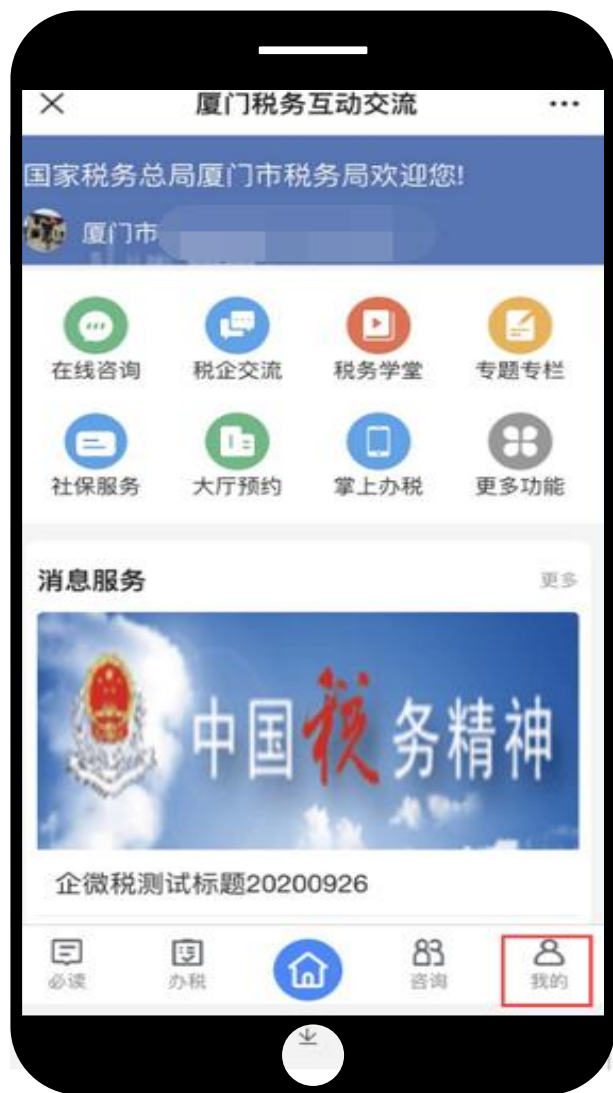 厦门税务互动交流
国家税务总局厦门市税务局欢迎您!
厦门市
在线咨询 税企交流 税务学堂 专题专栏
社保服务 大厅预约 掌上办税 更多功能
消息服务 更多
中国税务精神
企微税测试标题20200926
必读 办税 咨询 我的